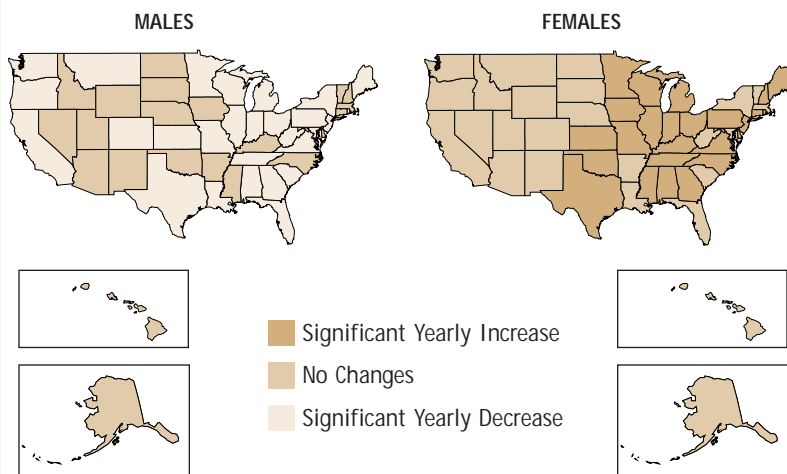 MALES
FEMALES
Significant Yearly Increase
No Changes
Significant Yearly Decrease